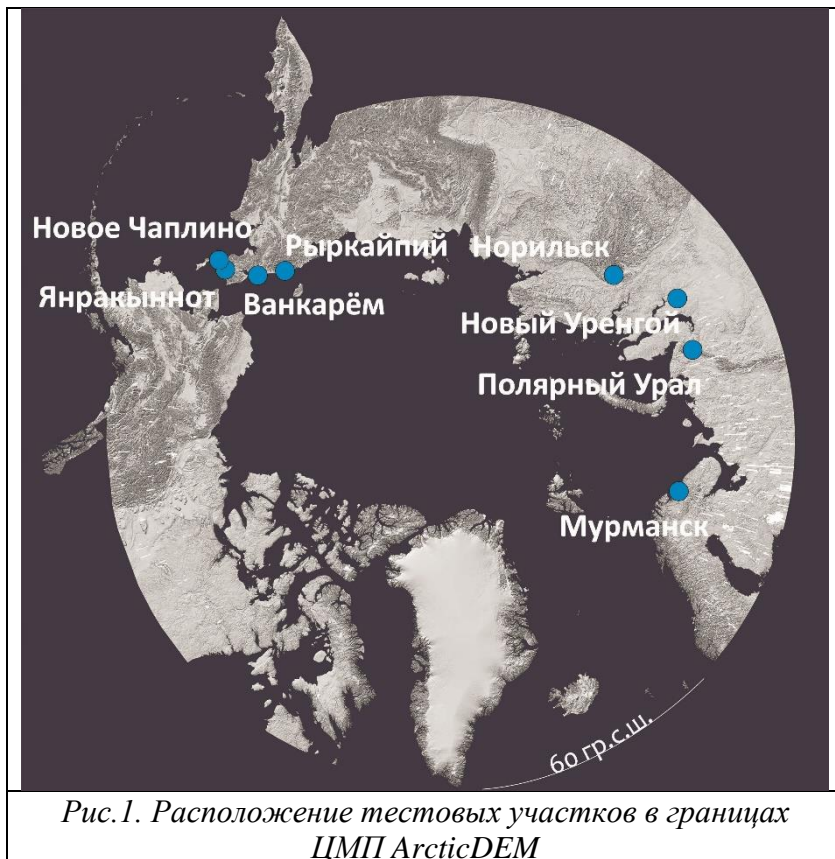 Новое Чаплино
Рыркайпий
Норильск
Янракыннот
Ванкарём
Новый Уренгой
Полярный Урал
Мурманск
60 гр.с.ш.
Рис.1. Расположение тестовых участков в границах
ЦМП ArcticDEM